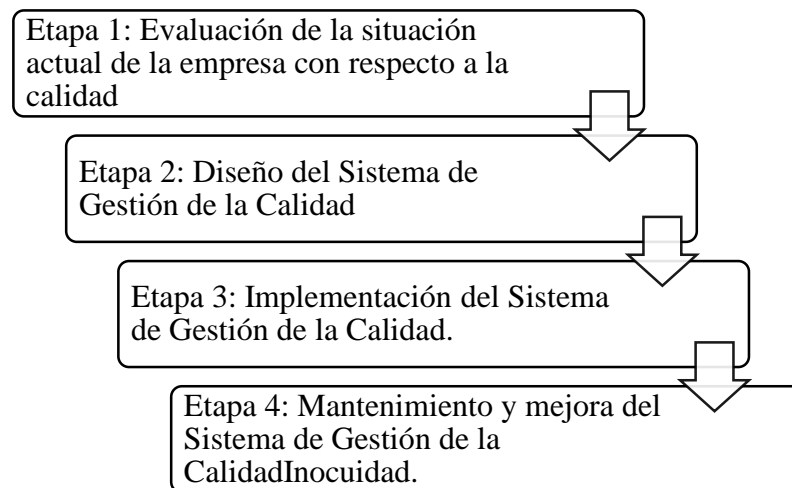 Etapa 1: Evaluación de la situación
actual de la empresa con respecto a la
calidad
Etapa 2: Diseño del Sistema de
Gestión de la Calidad
Etapa 3: Implementación del Sistema
de Gestión de la Calidad.
Etapa 4: Mantenimiento y mejora del
Sistema de Gestión de la
CalidadInocuidad.